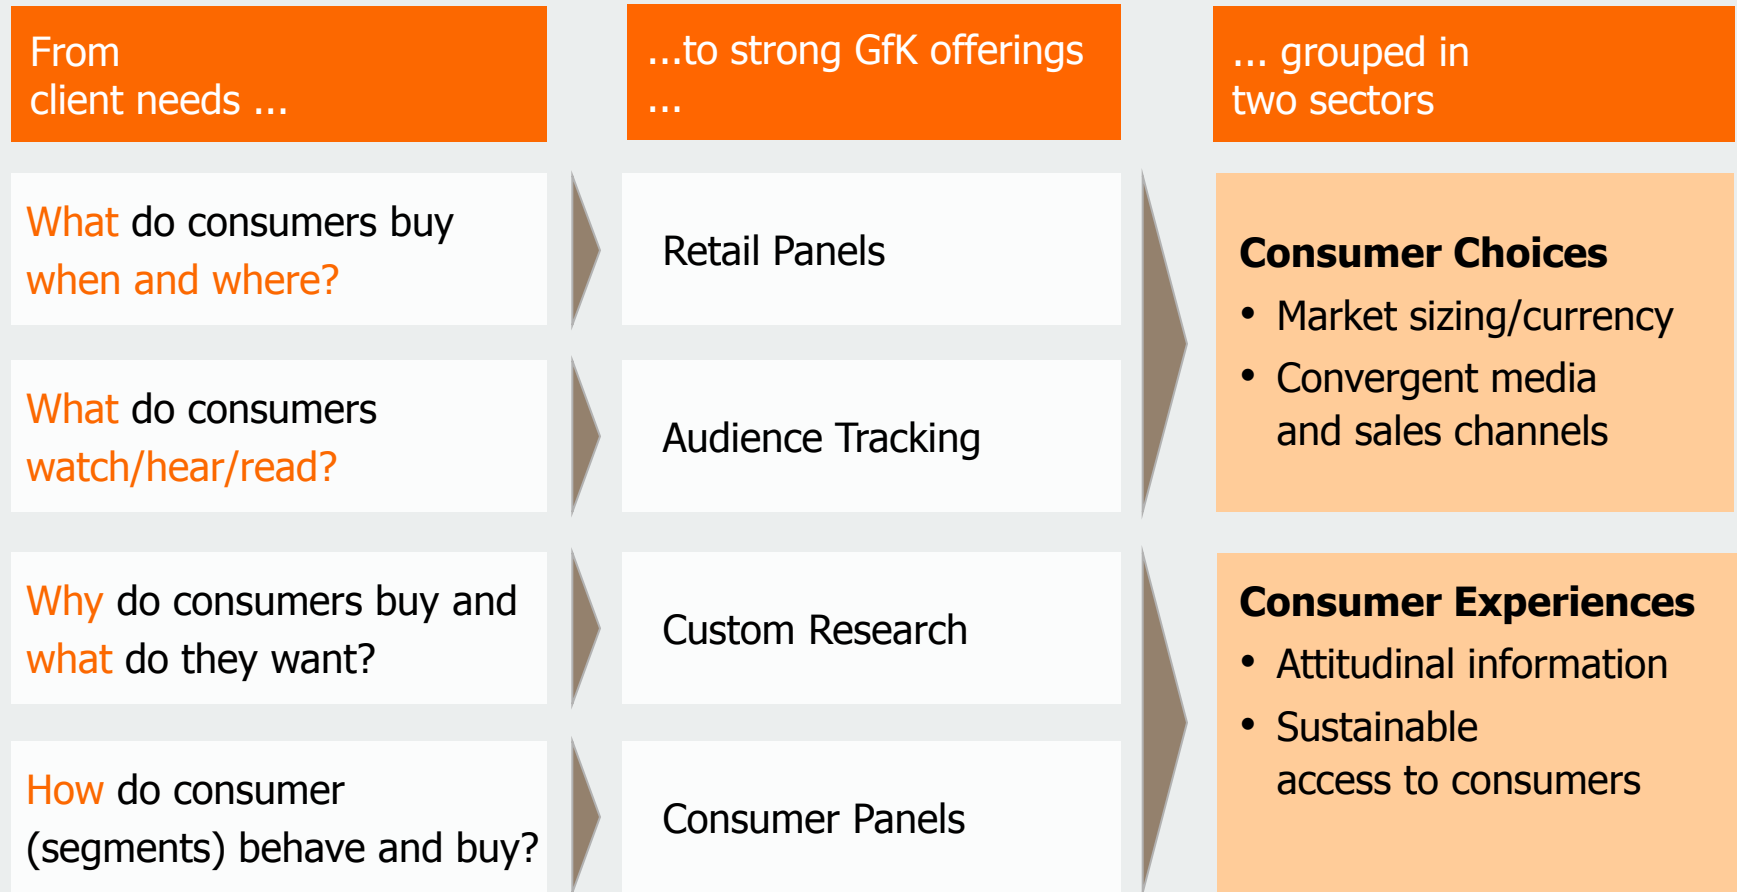 From
client needs ...
...to strong GfK offerings
...
... grouped in
two sectors
What do consumers buy
when and where?
Retail Panels
Consumer Choices
• Market sizing/currency
• Convergent media
and sales channels
What do consumers
watch/hear/read?
Audience Tracking
Why do consumers buy and
what do they want?
Custom Research
Consumer Experiences
• Attitudinal information
• Sustainable
access to consumers
How do consumer
(segments) behave and buy?
Consumer Panels